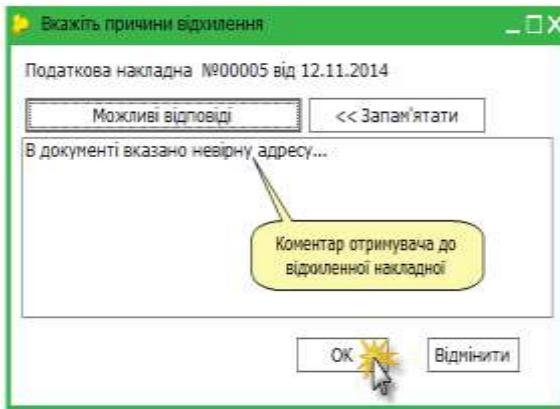 Вкажіть причини відхилення
Податкова накладна №00005 від 12.11.2014
Можливі відповіді
<< Запам'ятати
В документі вказано невірну адресу...
Коментар отримувача до
відхиленної накладної
ОК
Відмінити